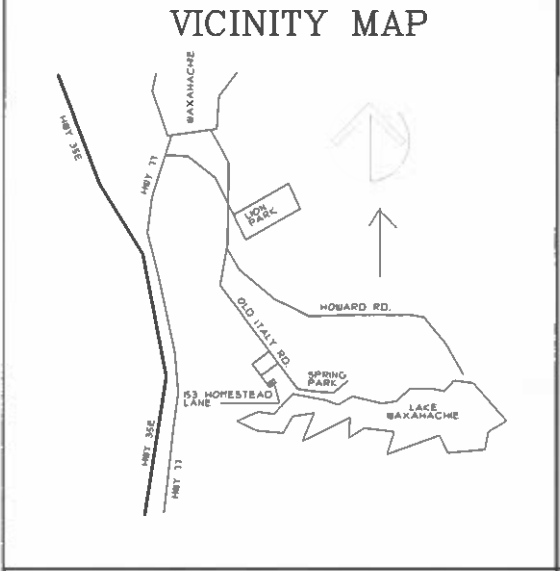 VICINITY MAP
WAXAHACHIE
HWY 35E
HWY 77
LION
PARK
HOWARD RD.
OLD ITALY RD.
SPRING
PARK
153 HOMESTEAD
LANE
LAKE
WAXAHACHIE
HWY 35E
HWY 77